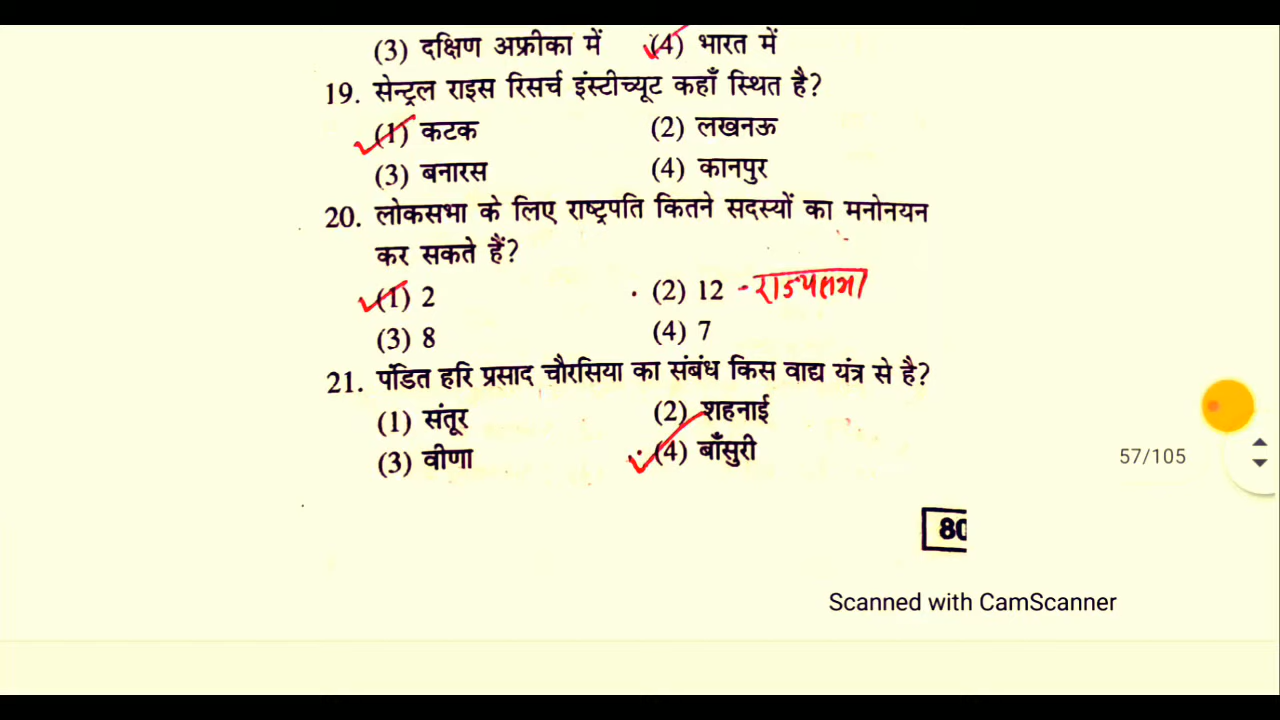 (3) दक्षिण अफ्रीका में (4) भारत में
19. सेन्ट्रल राइस रिसर्च इंस्टीच्यूट कहाँ स्थित है?
(1) कटक (2) लखनऊ
(3) बनारस (4) कानपुर
20. लोकसभा के लिए राष्ट्रपति कितने सदस्यों का मनोनयन
कर सकते हैं?
(1) 2 (2) 12 - राज्यसभा
(3) 8 (4) 7
21. पंडित हरि प्रसाद चौरसिया का संबंध किस वाद्य यंत्र से है?
(1) संतूर (2) शहनाई
(3) वीणा (4) बाँसुरी
57/105
80
Scanned with CamScanner